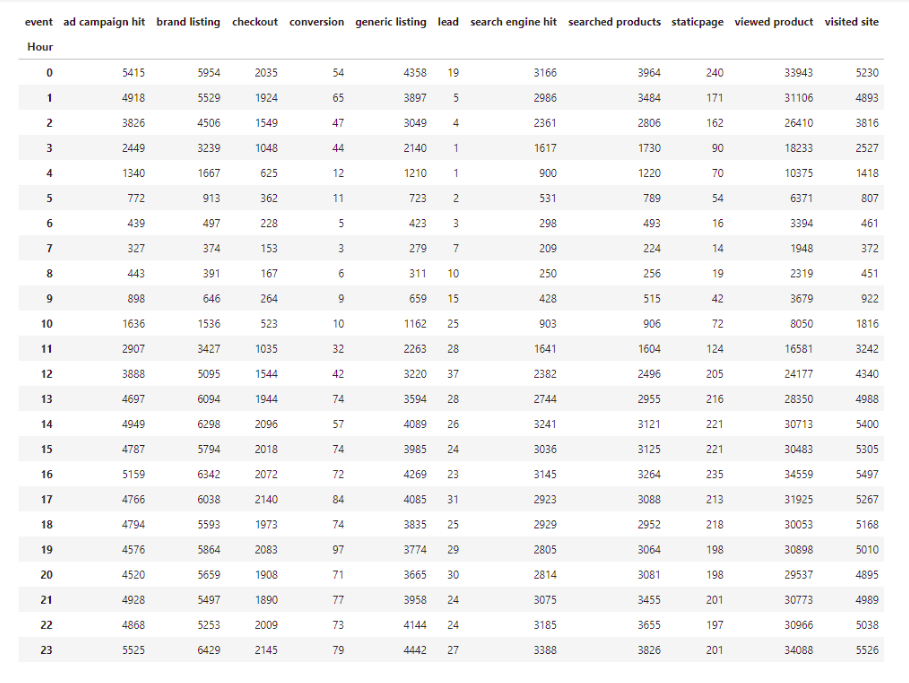 event ad campaign hit brand listing checkout conversion generic listing lead search engine hit searched products staticpage viewed product visited site
Hour
0 5415 5954 2035 54 4358 19 3166 3964 240 33943 5230
1 4918 5529 1924 65 3897 5 2986 3484 171 31106 4893
2 3826 4506 1549 47 3049 4 2361 2806 162 26410 3816
3 2449 3239 1048 44 2140 1 1617 1730 90 18233 2527
4 1340 1667 625 12 1210 1 900 1220 70 10375 1418
5 772 913 362 11 723 2 531 789 54 6371 807
6 439 497 228 5 423 3 298 493 16 3394 461
7 327 374 153 3 279 7 209 224 14 1948 372
8 443 391 167 6 311 10 250 256 19 2319 451
9 898 646 264 9 659 15 428 515 42 3679 922
10 1636 1536 523 10 1162 25 903 906 72 8050 1816
11 2907 3427 1035 32 2263 28 1641 1604 124 16581 3242
12 3888 5095 1544 42 3220 37 2382 2496 205 24177 4340
13 4697 6094 1944 74 3594 28 2744 2955 216 28350 4988
14 4949 6298 2096 57 4089 26 3241 3121 221 30713 5400
15 4787 5794 2018 74 3985 24 3036 3125 221 30483 5305
16 5159 6342 2072 72 4269 23 3145 3264 235 34559 5497
17 4766 6038 2140 84 4085 31 2923 3088 213 31925 5267
18 4794 5593 1973 74 3835 25 2929 2952 218 30053 5168
19 4576 5864 2083 97 3774 29 2805 3064 198 30898 5010
20 4520 5659 1908 71 3665 30 2814 3081 198 29537 4895
21 4928 5497 1890 77 3958 24 3075 3455 201 30773 4989
22 4868 5253 2009 73 4144 24 3185 3655 197 30966 5038
23 5525 6429 2145 79 4442 27 3388 3826 201 34088 5526